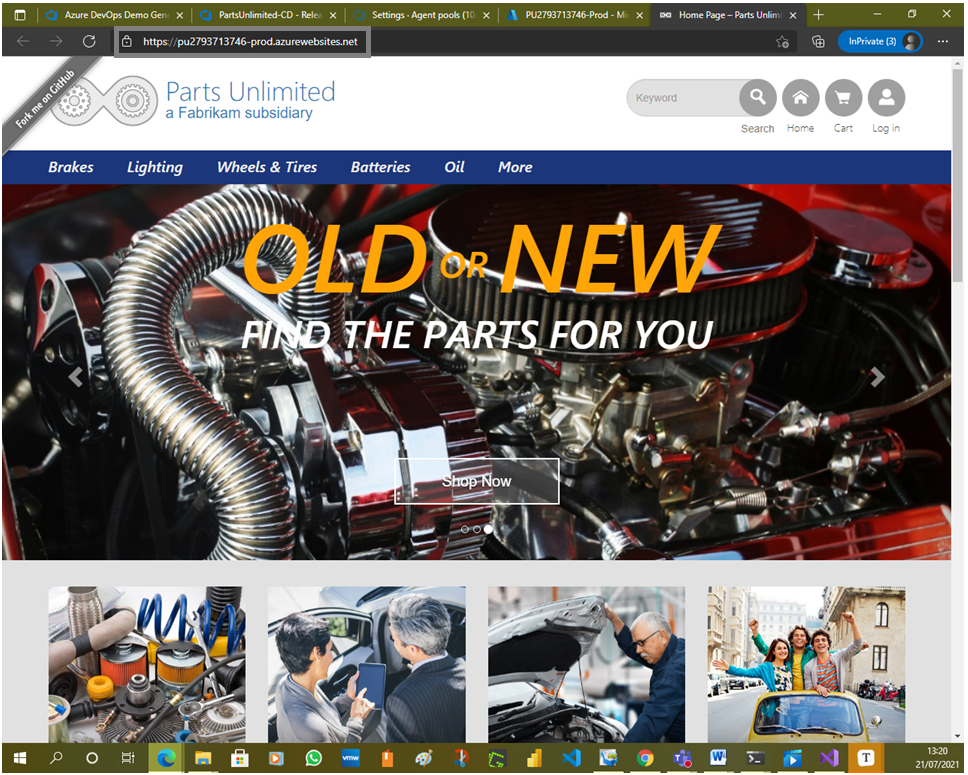 Azure DevOps Demo Gen
PartsUnlimited-CD - Relea
Settings · Agent pools (10
PU2793713746-Prod - Mi
Home Page – Parts Unlim
https://pu2793713746-prod.azurewebsites.net
InPrivate (3)
Fork me on GitHub
Parts Unlimited
a Fabrikam subsidiary
Keyword
Search
Home
Cart
Log in
Brakes
Lighting
Wheels & Tires
Batteries
Oil
More
OLD OR NEW
FIND THE PARTS FOR YOU
Shop Now
vmw
T
13:20
21/07/2021